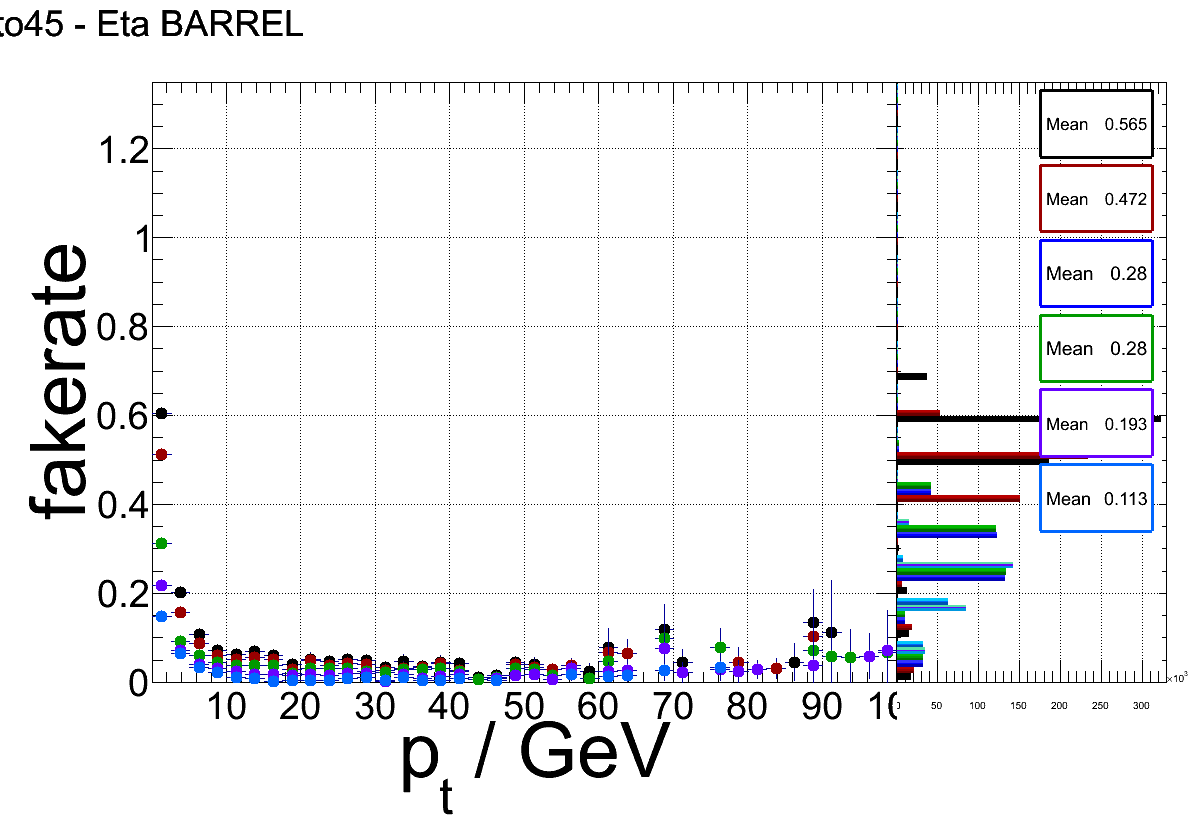 to45 - Eta BARREL
fakerate
1.2
1
0.8
0.6
0.4
0.2
0
10 20 30 40 50 60 70 80 90 10
p t / GeV
Mean 0.565
Mean 0.472
Mean 0.28
Mean 0.28
Mean 0.193
Mean 0.113
0 50 100 150 200 250 300
×10³